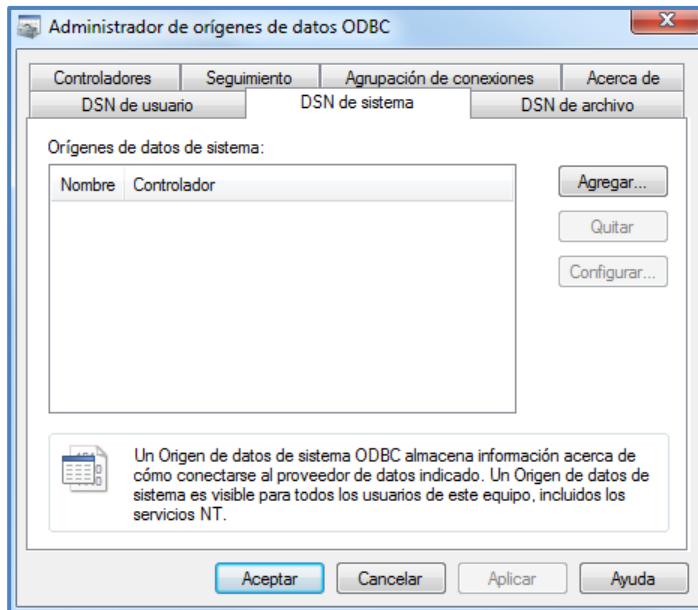 Administrador de orígenes de datos ODBC
Controladores Seguimiento Agrupación de conexiones Acerca de
DSN de usuario DSN de sistema DSN de archivo
Orígenes de datos de sistema:
Nombre Controlador
Agregar...
Quitar
Configurar...
Un Origen de datos de sistema ODBC almacena información acerca de
cómo conectarse al proveedor de datos indicado. Un Origen de datos de
sistema es visible para todos los usuarios de este equipo, incluidos los
servicios NT.
Aceptar Cancelar Aplicar Ayuda